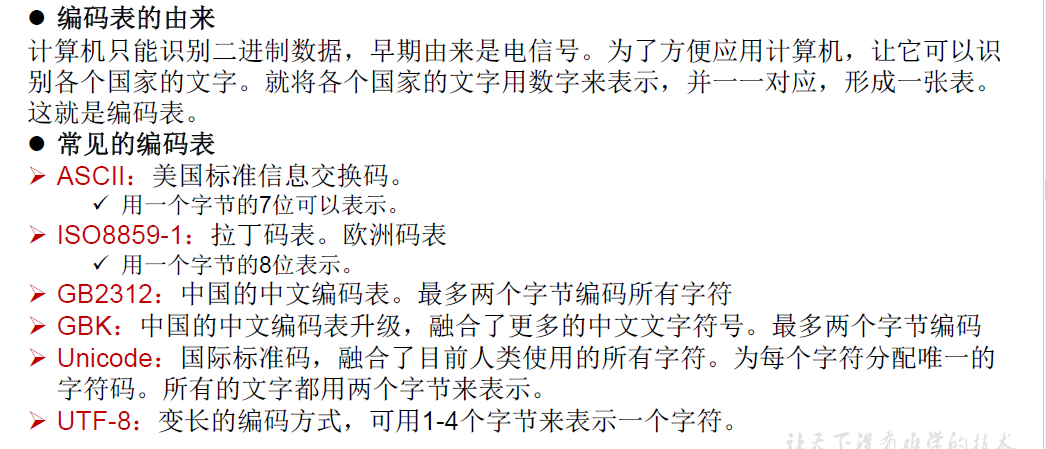 ● 编码表的由来
计算机只能识别二进制数据，早期由来是电信号。为了方便应用计算机，让它可以识
别各个国家的文字。就将各个国家的文字用数字来表示，并一一对应，形成一张表。
这就是编码表。
● 常见的编码表
➢ ASCII：美国标准信息交换码。
✓ 用一个字节的7位可以表示。
➢ ISO8859-1：拉丁码表。欧洲码表
✓ 用一个字节的8位表示。
➢ GB2312：中国的中文编码表。最多两个字节编码所有字符
➢ GBK：中国的中文编码表升级，融合了更多的中文文字符号。最多两个字节编码
➢ Unicode：国际标准码，融合了目前人类使用的所有字符。为每个字符分配唯一的
字符码。所有的文字都用两个字节来表示。
➢ UTF-8：变长的编码方式，可用1-4个字节来表示一个字符。
让天下没有难学的技术